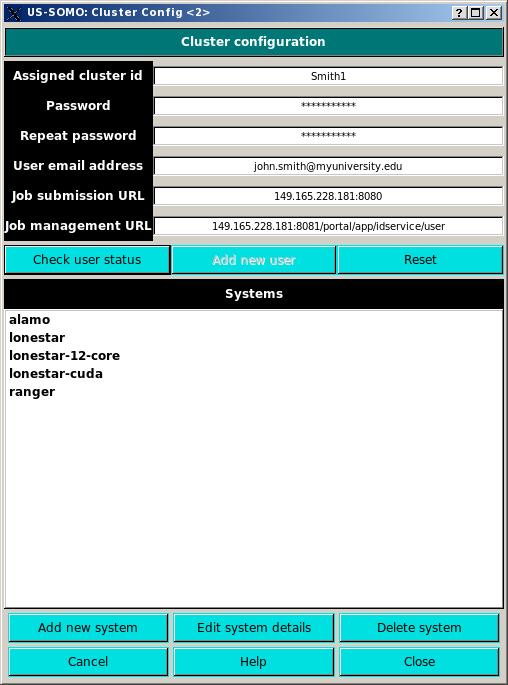 US-SOMO: Cluster Config <2>
Cluster configuration
Assigned cluster id Smith1
Password ***********
Repeat password ***********
User email address john.smith@myuniversity.edu
Job submission URL 149.165.228.181:8080
Job management URL 149.165.228.181:8081/portal/app/idservice/user
Check user status Add new user Reset
Systems
alamo
lonestar
lonestar-12-core
lonestar-cuda
ranger
Add new system Edit system details Delete system
Cancel Help Close